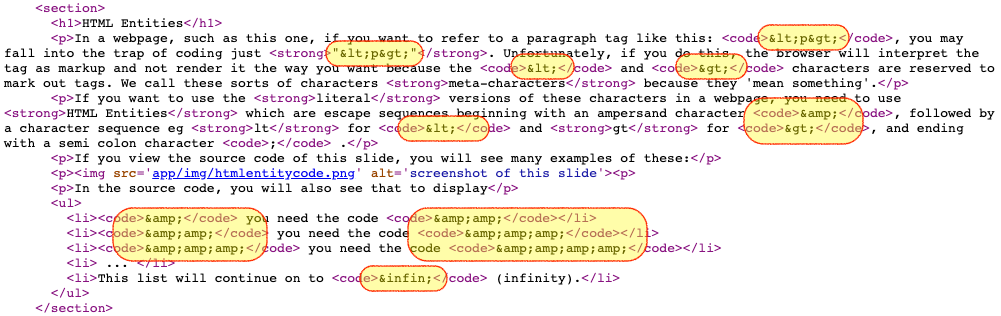 <section>
<h1>HTML Entities</h1>
<p>In a webpage, such as this one, if you want to refer to a paragraph tag like this: <code>&lt;p&gt;</code>, you may
fall into the trap of coding just <strong>"&lt;p&gt;"</strong>. Unfortunately, if you do this, the browser will interpret the
tag as markup and not render it the way you want because the <code>&lt;</code> and <code>&gt;</code> characters are reserved to
mark out tags. We call these sorts of characters <strong>meta-characters</strong> because they 'mean something'.</p>
<p>If you want to use the <strong>literal</strong> versions of these characters in a webpage, you need to use
<strong>HTML Entities</strong> which are escape sequences beginning with an ampersand character <code>&amp;</code>, followed by
a character sequence eg <strong>lt</strong> for <code>&lt;</code> and <strong>gt</strong> for <code>&gt;</code>, and ending
with a semi colon character <code>;</code> .</p>
<p>If you view the source code of this slide, you will see many examples of these:</p>
<p><img src='app/img/htmlentitycode.png' alt='screenshot of this slide'><p>
<p>In the source code, you will also see that to display</p>
<ul>
<li><code>&amp;</code> you need the code <code>&amp;amp;</code></li>
<li><code>&amp;amp;</code> you need the code <code>&amp;amp;amp;</code></li>
<li><code>&amp;amp;amp;</code> you need the code <code>&amp;amp;amp;amp;</code></li>
<li> ... </li>
<li>This list will continue on to <code>&infin;</code> (infinity).</li>
</ul>
</section>